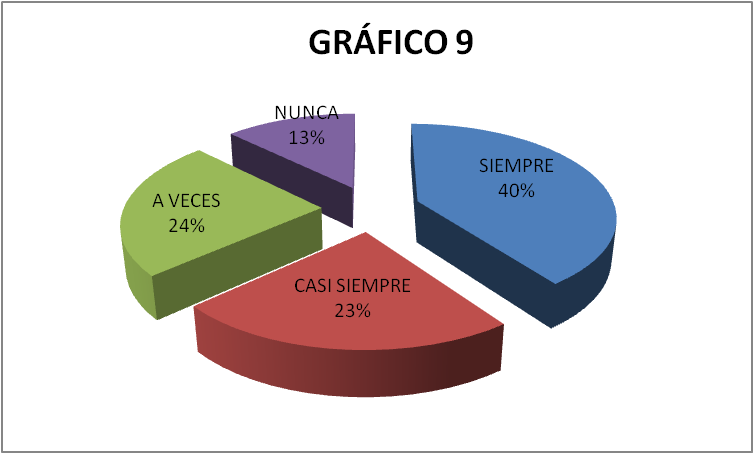 GRÁFICO 9
NUNCA
13%
SIEMPRE
40%
A VECES
24%
CASI SIEMPRE
23%